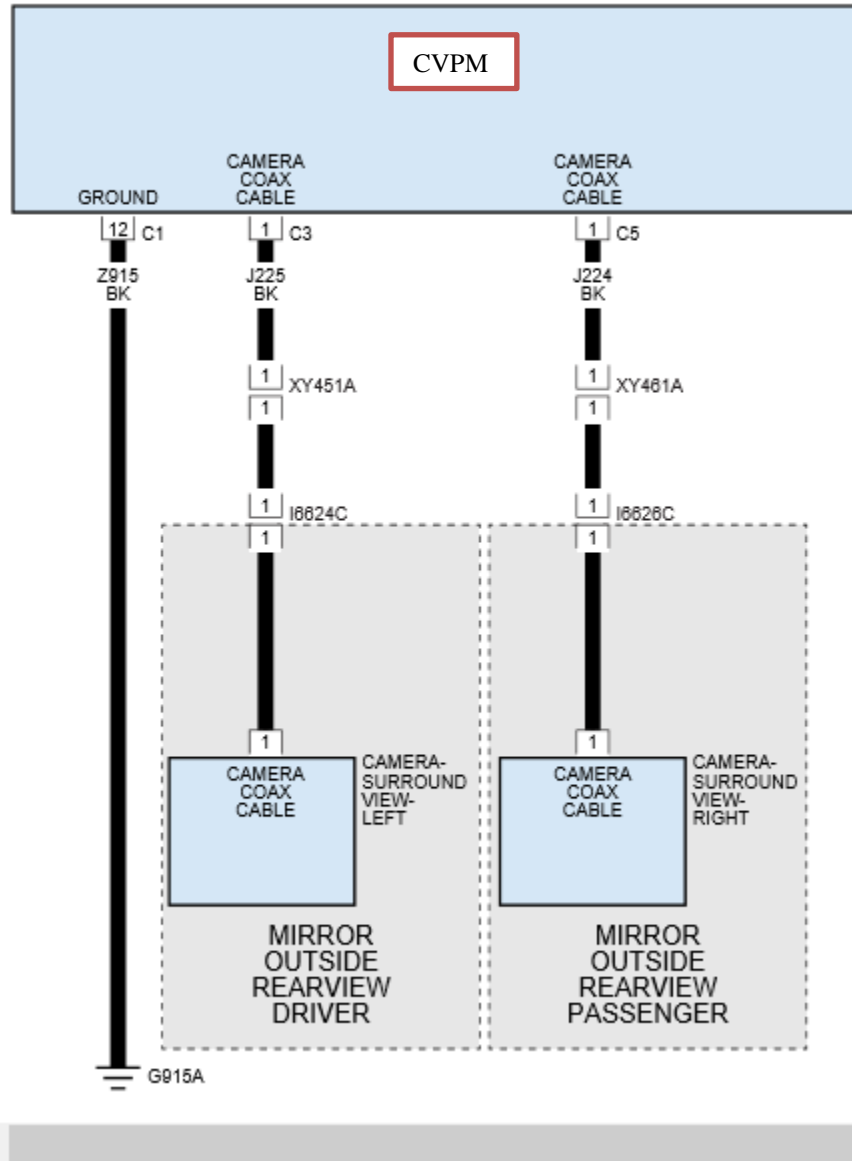 CVPM
GROUND
CAMERA
COAX
CABLE
CAMERA
COAX
CABLE
12 C1
1 C3
1 C5
Z915
BK
J225
BK
J224
BK
1 XY451A
1
1 XY461A
1
1 I6624C
1
1 I6626C
1
1
CAMERA
COAX
CABLE
CAMERA-
SURROUND
VIEW-
LEFT
1
CAMERA
COAX
CABLE
CAMERA-
SURROUND
VIEW-
RIGHT
MIRROR
OUTSIDE
REARVIEW
DRIVER
MIRROR
OUTSIDE
REARVIEW
PASSENGER
G915A